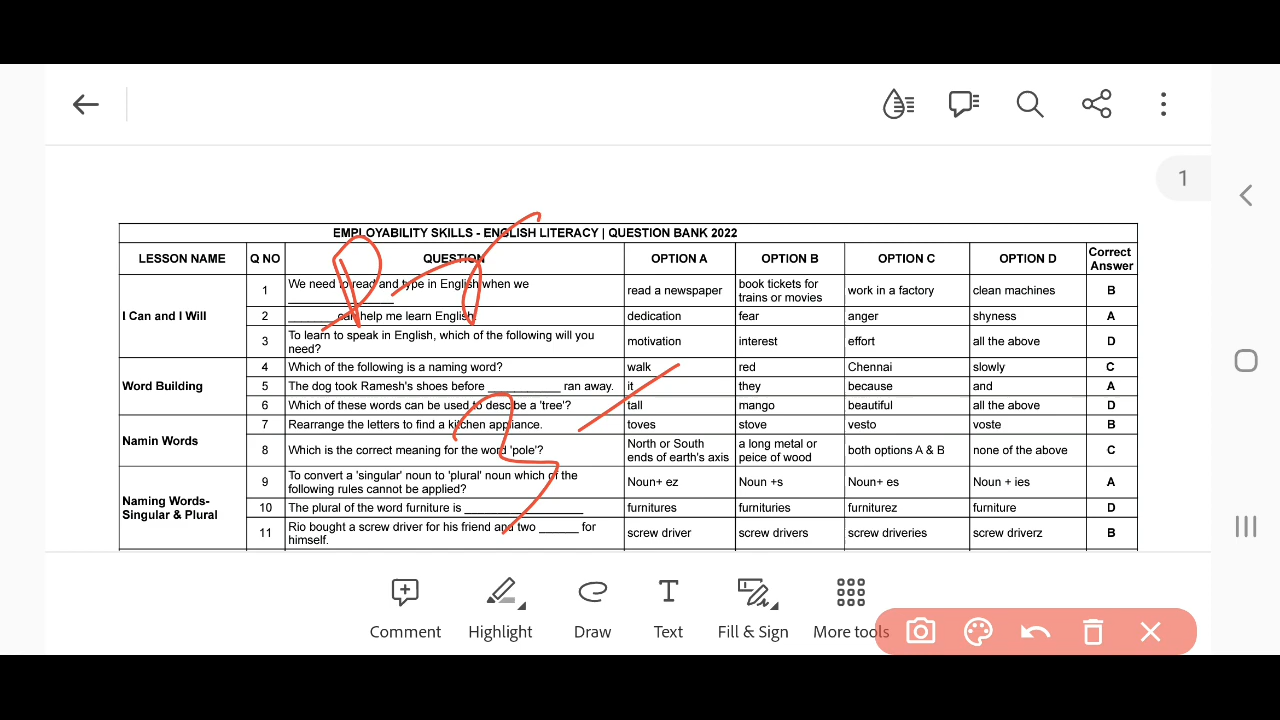 1
EMPLOYABILITY SKILLS - ENGLISH LITERACY | QUESTION BANK 2022
LESSON NAME Q NO QUESTION OPTION A OPTION B OPTION C OPTION D Correct Answer
I Can and I Will
1 We need to read and type in English when we ________________ read a newspaper book tickets for trains or movies work in a factory clean machines B
2 _______ can help me learn English. dedication fear anger shyness A
3 To learn to speak in English, which of the following will you need? motivation interest effort all the above D
Word Building
4 Which of the following is a naming word? walk red Chennai slowly C
5 The dog took Ramesh's shoes before ___________ ran away. it they because and A
6 Which of these words can be used to descibe a 'tree'? tall mango beautiful all the above D
Namin Words
7 Rearrange the letters to find a kitchen appliance. toves stove vesto voste B
8 Which is the correct meaning for the word 'pole'? North or South ends of earth's axis a long metal or peice of wood both options A & B none of the above C
Naming Words- Singular & Plural
9 To convert a 'singular' noun to 'plural' noun which of the following rules cannot be applied? Noun+ ez Noun +s Noun+ es Noun + ies A
10 The plural of the word furniture is __________________ furnitures furnituries furniturez furniture D
11 Rio bought a screw driver for his friend and two ______ for himself. screw driver screw drivers screw driveries screw driverz B
Comment Highlight Draw Text Fill & Sign More tools